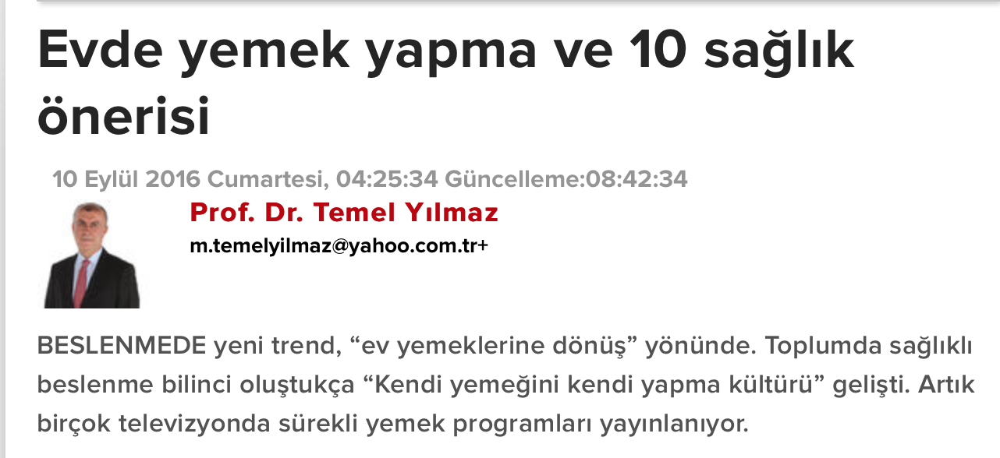 Evde yemek yapma ve 10 sağlık
önerisi
10 Eylül 2016 Cumartesi, 04:25:34 Güncelleme:08:42:34
Prof. Dr. Temel Yılmaz
m.temelyilmaz@yahoo.com.tr+
BESLENMEDE yeni trend, “ev yemeklerine dönüş” yönünde. Toplumda sağlıklı
beslenme bilinci oluştukça “Kendi yemeğini kendi yapma kültürü” gelişti. Artık
birçok televizyonda sürekli yemek programları yayınlanıyor.